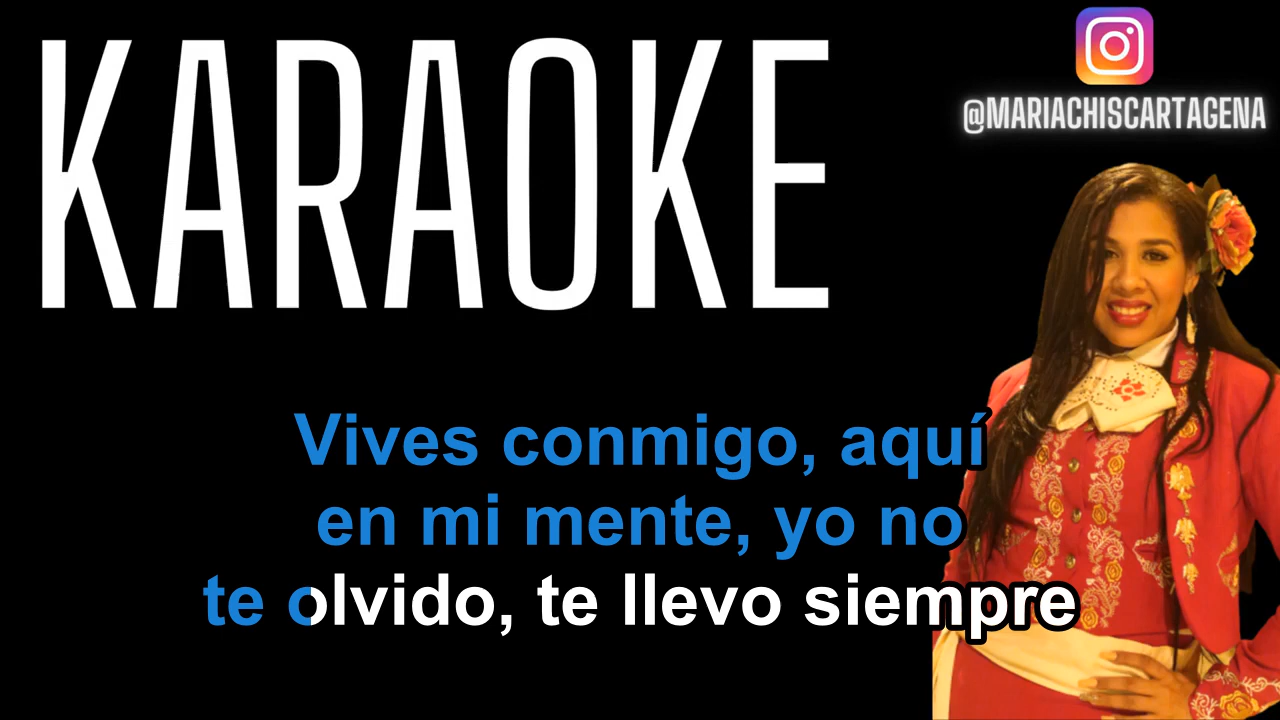 KARAOKE
@MARIACHISCARTAGENA
Vives conmigo, aquí
en mi mente, yo no
te olvido, te llevo siempre